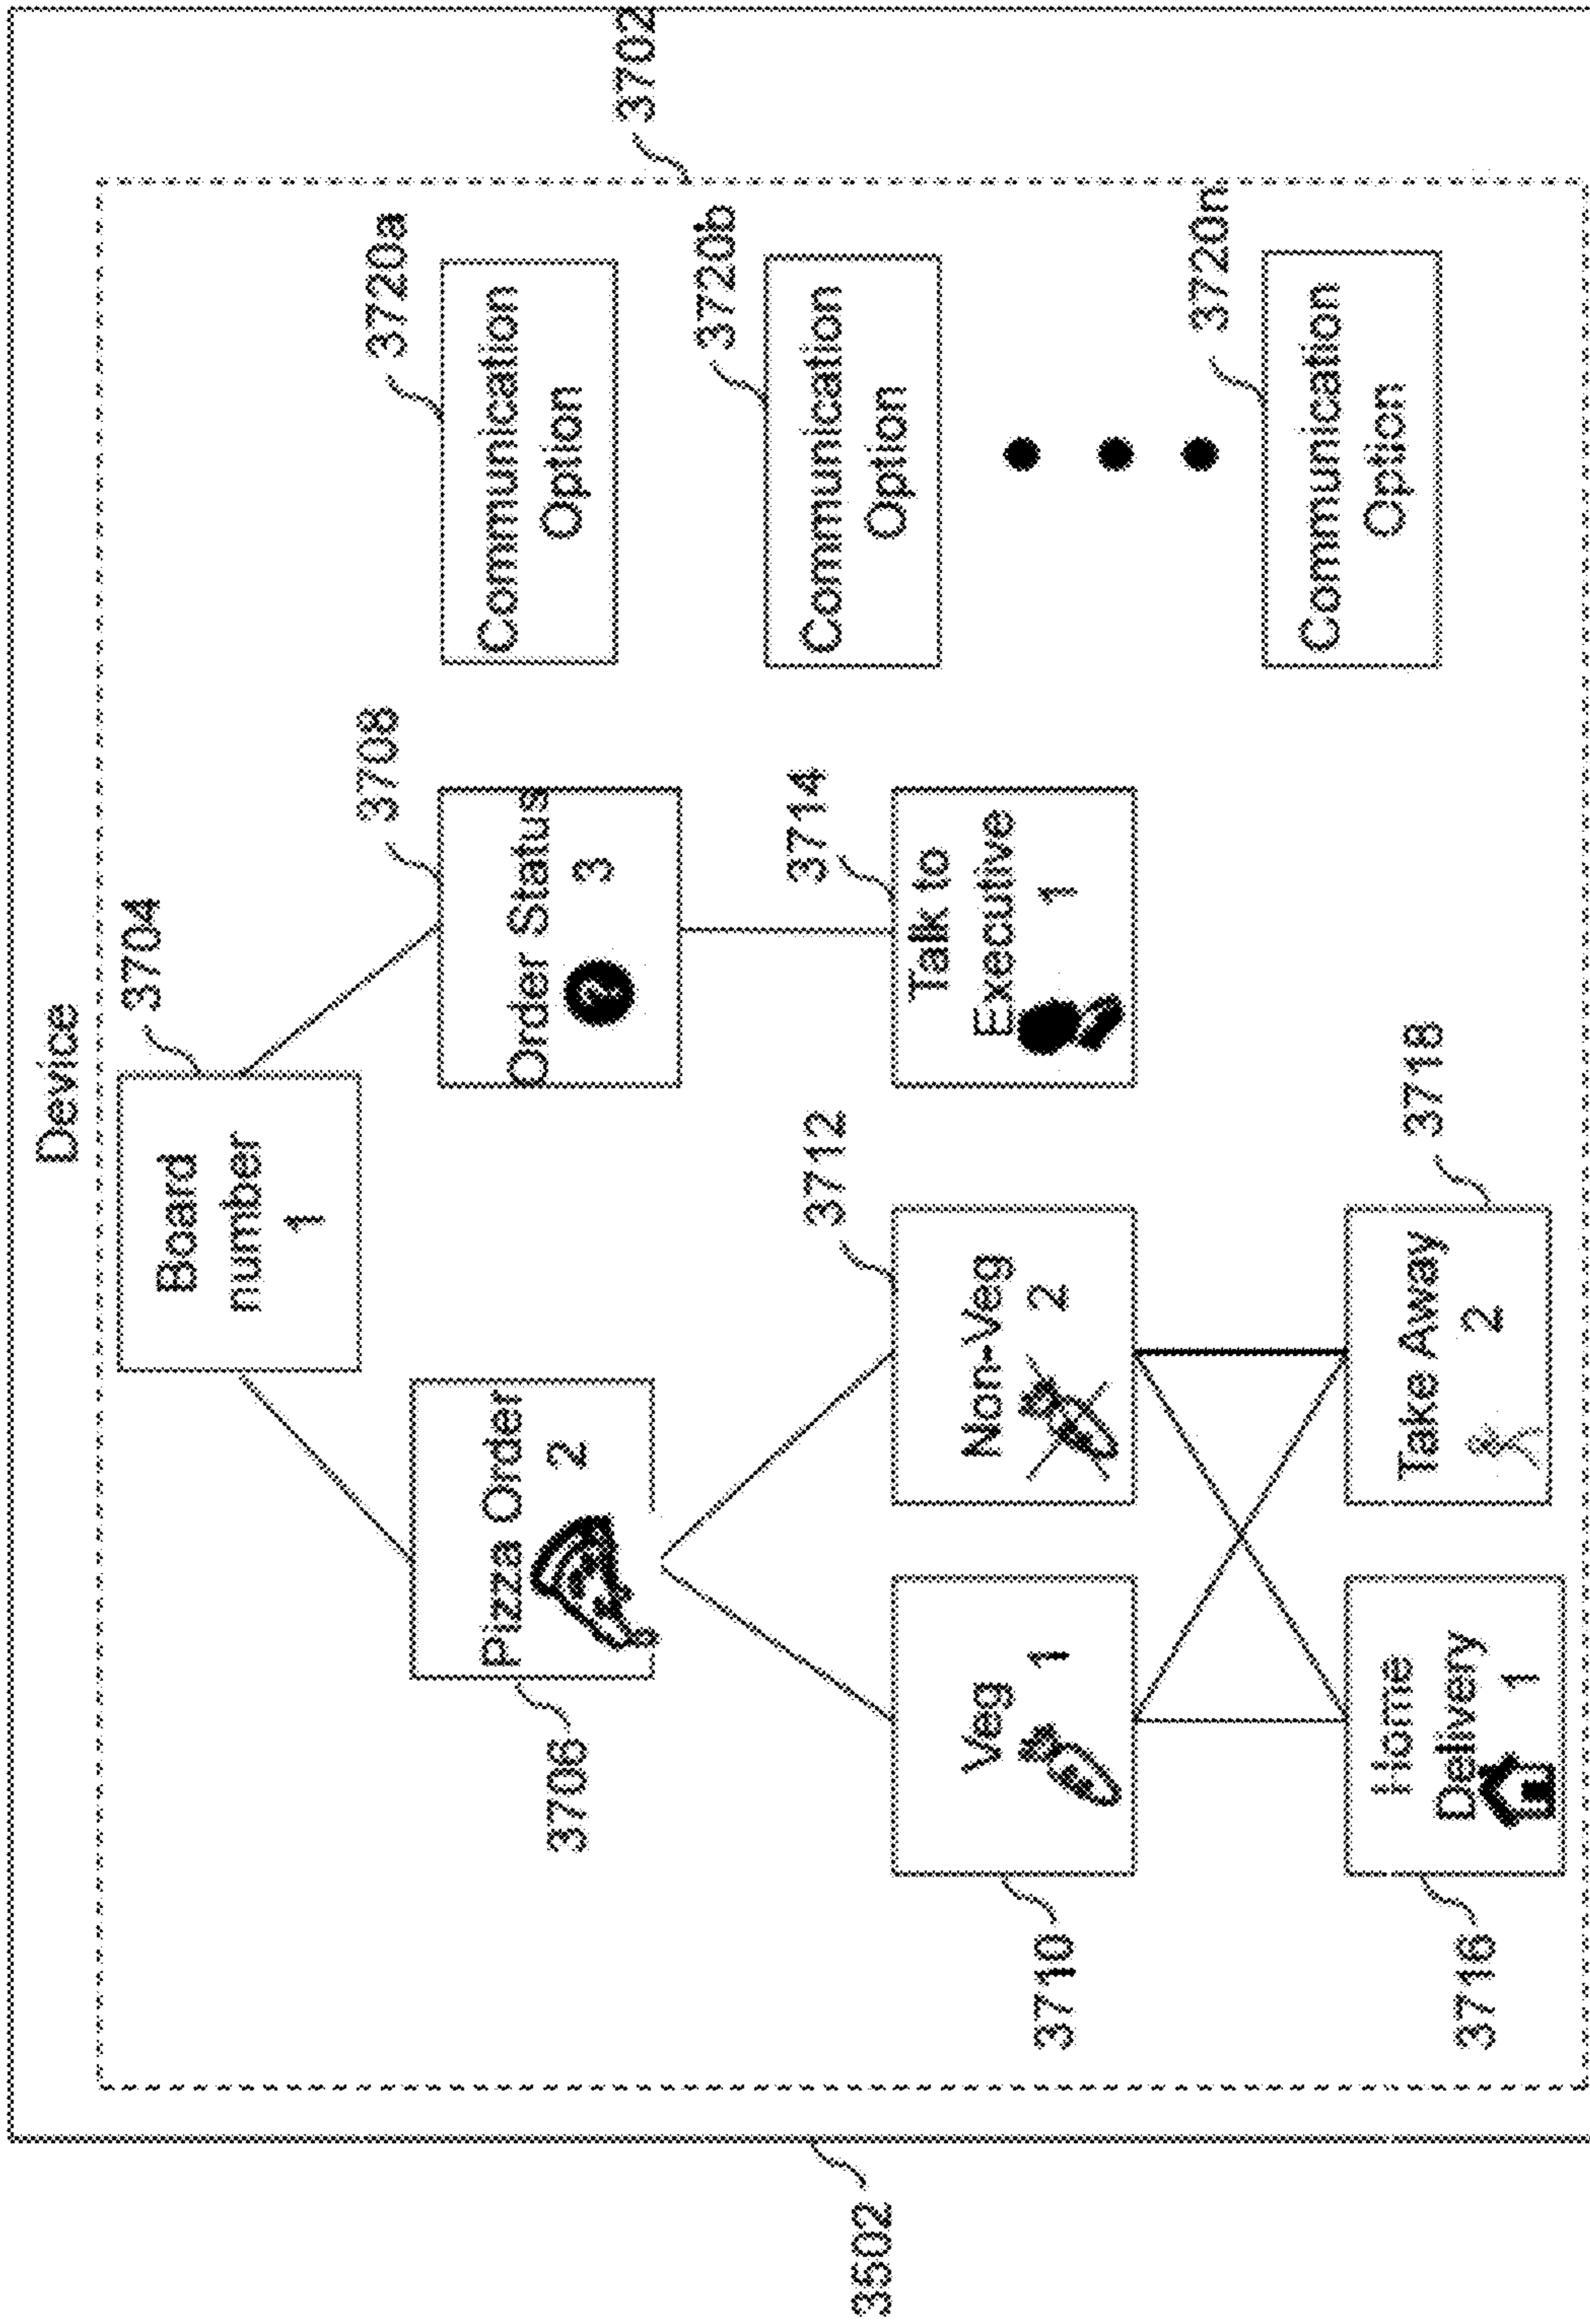 Device
3702
3704
Board
number
1
3708
Order Status
3
?
3720a
Communication
Option
3706
Pizza Order
2
3720b
Communication
Option
3714
Talk to
Executive
1
3710
Veg
1
3712
Non-Veg
2
3720n
Communication
Option
3716
Home
Delivery
1
3718
Take Away
2
3502